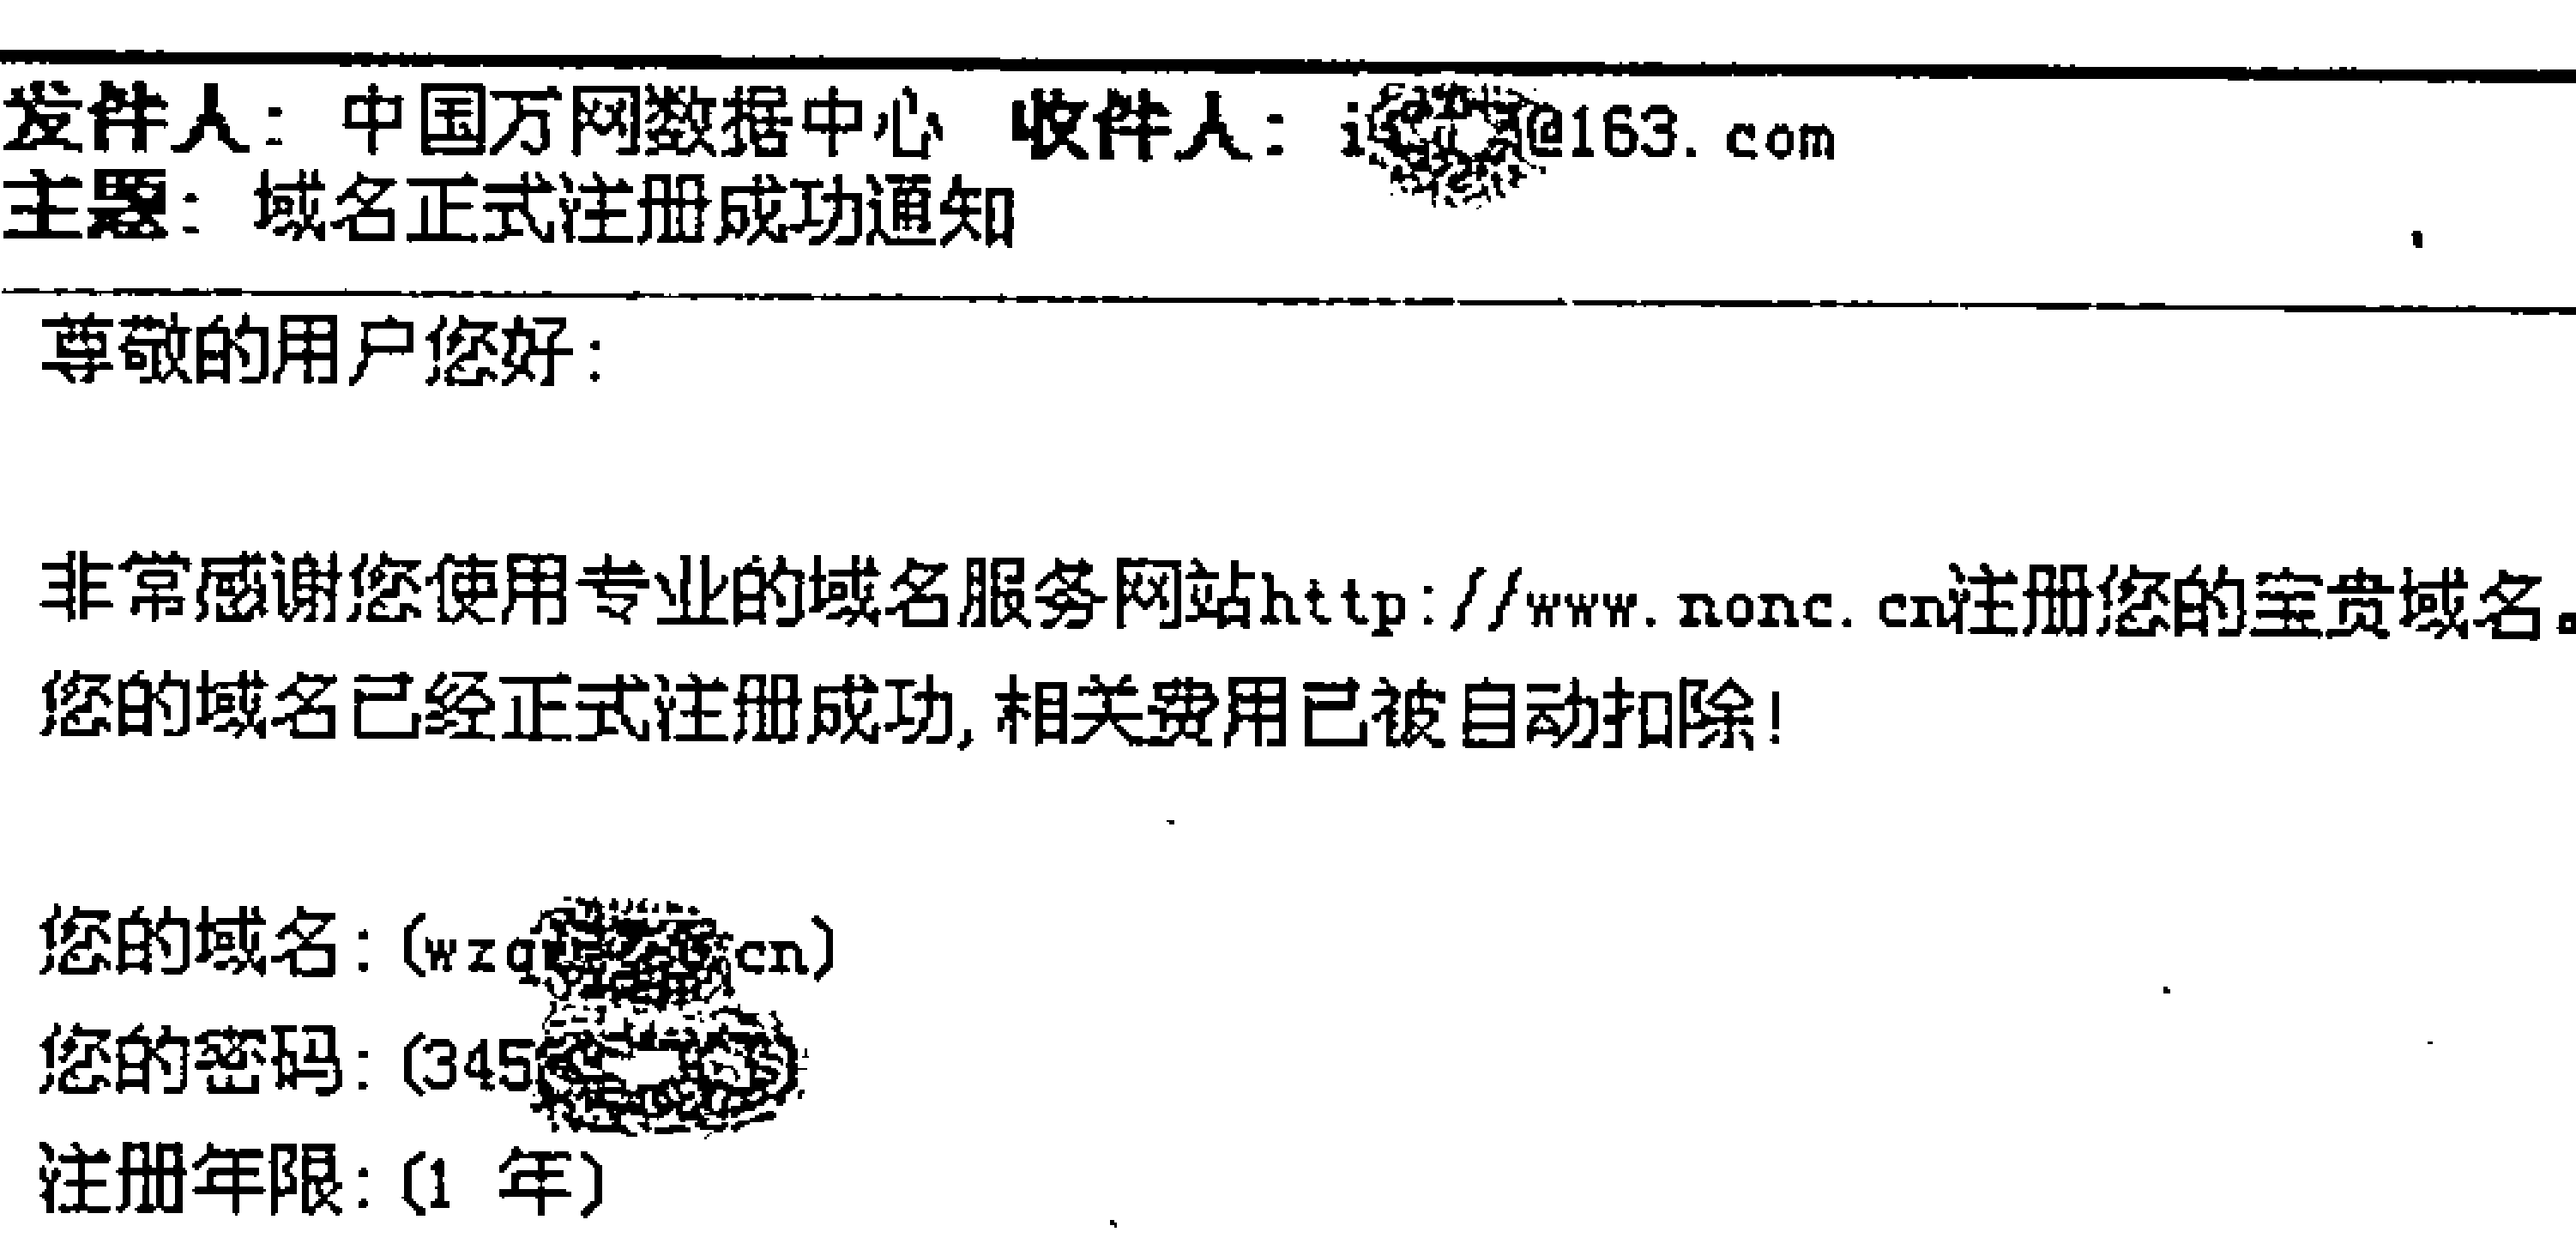 发件人: 中国万网数据中心 收件人: i @163.com
主题: 域名正式注册成功通知
尊敬的用户您好:
非常感谢您使用专业的域名服务网站http://www.nonc.cn注册您的宝贵域名。
您的域名已经正式注册成功,相关费用已被自动扣除!
您的域名:(wzq cn)
您的密码:(345
注册年限:(1 年)